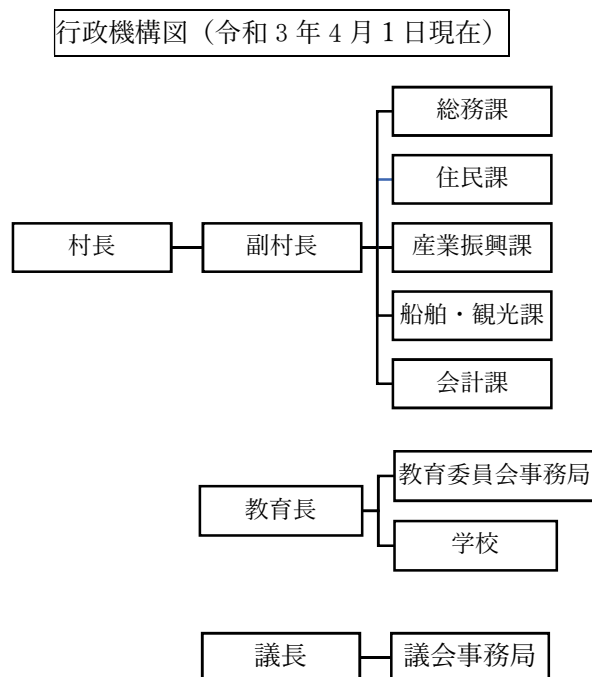 行政機構図（令和３年４月１日現在）
総務課
住民課
村長
副村長
産業振興課
船舶・観光課
会計課
教育長
教育委員会事務局
学校
議長
議会事務局